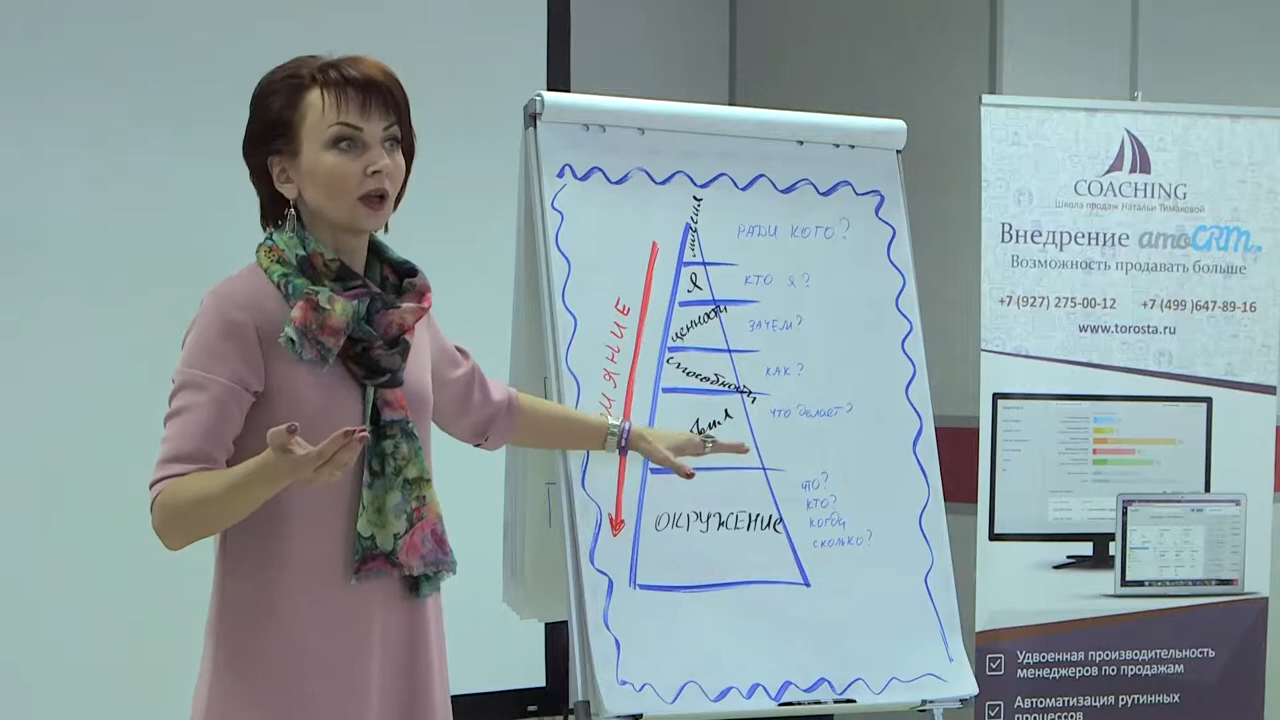 миссия
РАДИ КОГО?
Я
КТО Я?
ценности
ЗАЧЕМ?
способности
КАК?
ЧТО делает?
ОКРУЖЕНИЕ
ЧТО?
КТО?
КОГДА
СКОЛЬКО?
COACHING
Школа продаж Натальи Тимаковой
Внедрение amoCRM.
Возможность продавать больше
+7 (927) 275-00-12 +7 (499 )647-89-16
www.torosta.ru
Удвоенная производительность
менеджеров по продажам
Автоматизация рутинных
процессов